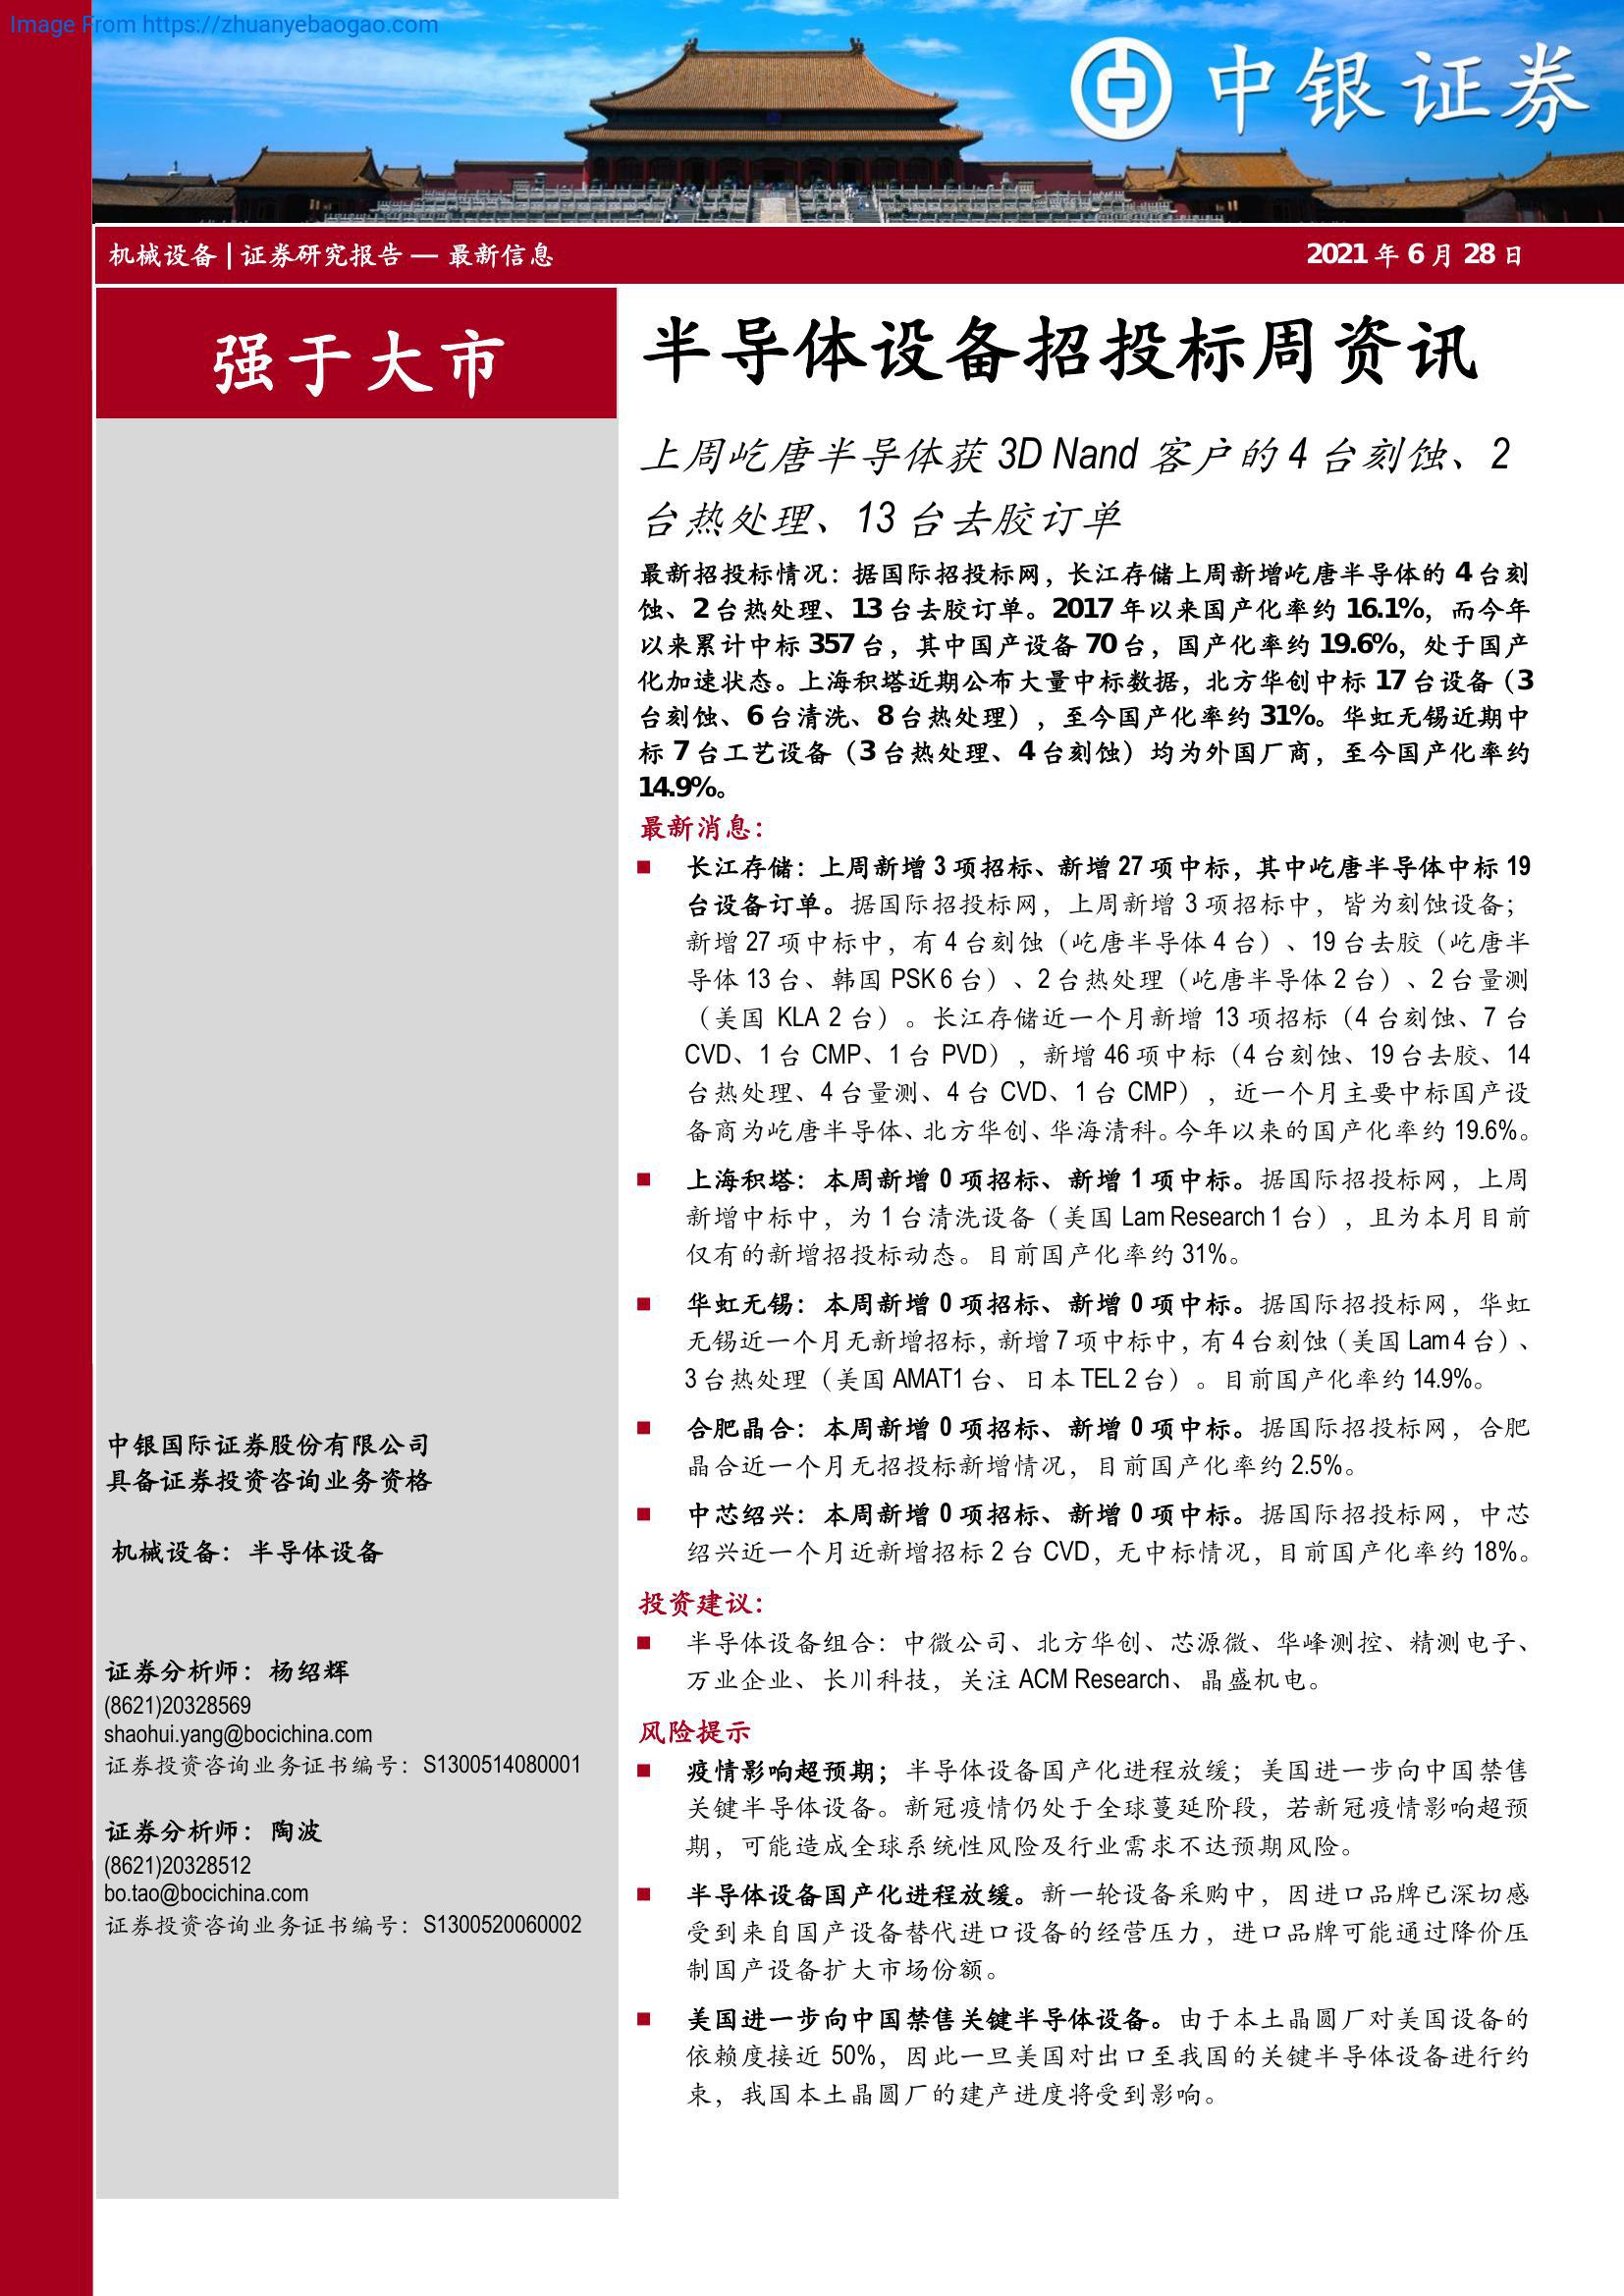 Image From https://zhuanyebaogao.com
中银证券
机械设备 | 证券研究报告 — 最新信息
2021 年 6 月 28 日
强于大市
半导体设备招投标周资讯
上周屹唐半导体获 3D Nand 客户的 4 台刻蚀、2
台热处理、13 台去胶订单
最新招投标情况：据国际招投标网，长江存储上周新增屹唐半导体的 4 台刻
蚀、2 台热处理、13 台去胶订单。2017 年以来国产化率约 16.1%，而今年
以来累计中标 357 台，其中国产设备 70 台，国产化率约 19.6%，处于国产
化加速状态。上海积塔近期公布大量中标数据，北方华创中标 17 台设备（3
台刻蚀、6 台清洗、8 台热处理），至今国产化率约 31%。华虹无锡近期中
标 7 台工艺设备（3 台热处理、4 台刻蚀）均为外国厂商，至今国产化率约
14.9%。
最新消息：
■ 长江存储：上周新增 3 项招标、新增 27 项中标，其中屹唐半导体中标 19
台设备订单。据国际招投标网，上周新增 3 项招标中，皆为刻蚀设备；
新增 27 项中标中，有 4 台刻蚀（屹唐半导体 4 台）、19 台去胶（屹唐半
导体 13 台、韩国 PSK 6 台）、2 台热处理（屹唐半导体 2 台）、2 台量测
（美国 KLA 2 台）。长江存储近一个月新增 13 项招标（4 台刻蚀、7 台
CVD、1 台 CMP、1 台 PVD），新增 46 项中标（4 台刻蚀、19 台去胶、14
台热处理、4 台量测、4 台 CVD、1 台 CMP），近一个月主要中标国产设
备商为屹唐半导体、北方华创、华海清科。今年以来的国产化率约 19.6%。
■ 上海积塔：本周新增 0 项招标、新增 1 项中标。据国际招投标网，上周
新增中标中，为 1 台清洗设备（美国 Lam Research 1 台），且为本月目前
仅有的新增招投标动态。目前国产化率约 31%。
■ 华虹无锡：本周新增 0 项招标、新增 0 项中标。据国际招投标网，华虹
无锡近一个月无新增招标，新增 7 项中标中，有 4 台刻蚀（美国 Lam 4 台）、
3 台热处理（美国 AMAT1 台、日本 TEL 2 台）。目前国产化率约 14.9%。
■ 合肥晶合：本周新增 0 项招标、新增 0 项中标。据国际招投标网，合肥
晶合近一个月无招投标新增情况，目前国产化率约 2.5%。
■ 中芯绍兴：本周新增 0 项招标、新增 0 项中标。据国际招投标网，中芯
绍兴近一个月近新增招标 2 台 CVD，无中标情况，目前国产化率约 18%。
投资建议：
■ 半导体设备组合：中微公司、北方华创、芯源微、华峰测控、精测电子、
万业企业、长川科技，关注 ACM Research、晶盛机电。
风险提示
■ 疫情影响超预期；半导体设备国产化进程放缓；美国进一步向中国禁售
关键半导体设备。新冠疫情仍处于全球蔓延阶段，若新冠疫情影响超预
期，可能造成全球系统性风险及行业需求不达预期风险。
■ 半导体设备国产化进程放缓。新一轮设备采购中，因进口品牌已深切感
受到来自国产设备替代进口设备的经营压力，进口品牌可能通过降价压
制国产设备扩大市场份额。
■ 美国进一步向中国禁售关键半导体设备。由于本土晶圆厂对美国设备的
依赖度接近 50%，因此一旦美国对出口至我国的关键半导体设备进行约
束，我国本土晶圆厂的建产进度将受到影响。
中银国际证券股份有限公司
具备证券投资咨询业务资格
机械设备：半导体设备
证券分析师：杨绍辉
(8621)20328569
shaohui.yang@bocichina.com
证券投资咨询业务证书编号：S1300514080001
证券分析师：陶波
(8621)20328512
bo.tao@bocichina.com
证券投资咨询业务证书编号：S1300520060002